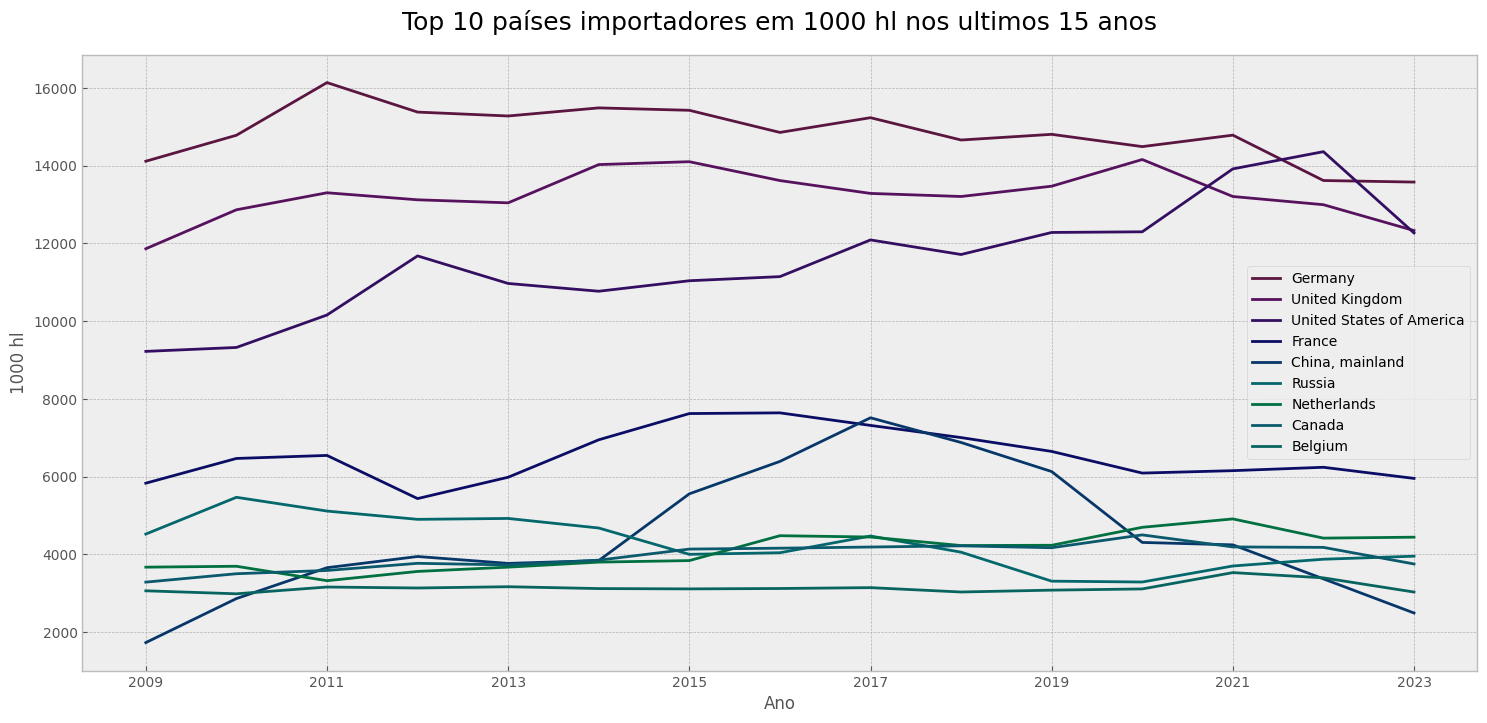 Top 10 países importadores em 1000 hl nos ultimos 15 anos
16000
14000
12000
10000
8000
6000
4000
2000
1000 hl
Germany
United Kingdom
United States of America
France
China, mainland
Russia
Netherlands
Canada
Belgium
2009 2011 2013 2015 2017 2019 2021 2023
Ano